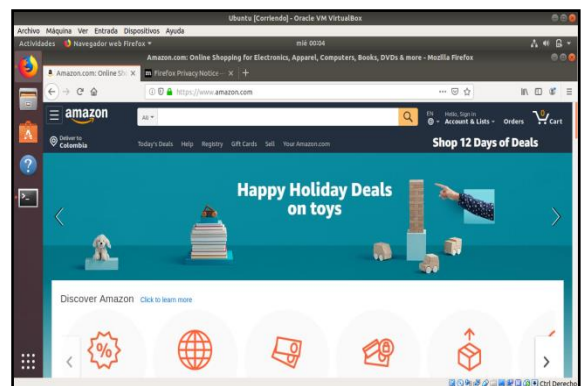 Ubuntu [Corriendo] - Oracle VM VirtualBox
Archivo Máquina Ver Entrada Dispositivos Ayuda
Actividades Navegador web Firefox mié 00:04
Amazon.com: Online Shopping for Electronics, Apparel, Computers, Books, DVDs & more - Mozilla Firefox
Amazon.com: Online Sh Firefox Privacy Notice
https://www.amazon.com
amazon All EN Hello, Sign in
Account & Lists Orders 0 Cart
Deliver to
Colombia Today's Deals Help Registry Gift Cards Sell Your Amazon.com Shop 12 Days of Deals
Happy Holiday Deals
on toys
Discover Amazon Click to learn more
Ctrl Derecho